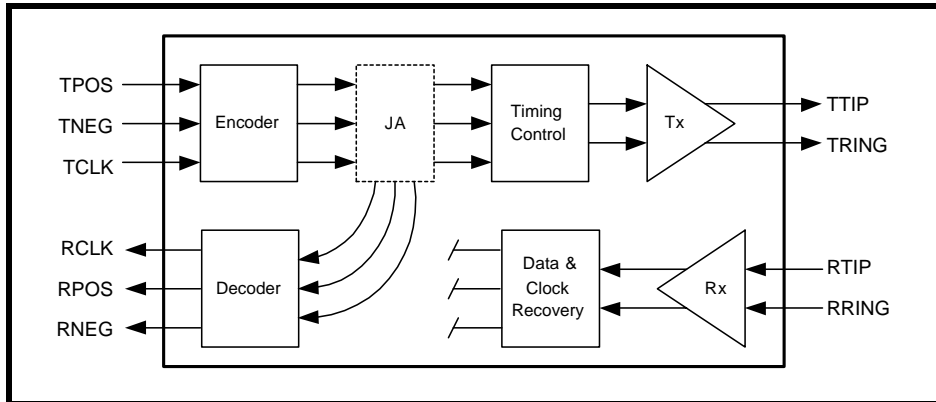 TPOS
TNEG
TCLK
Encoder
JA
Timing
Control
Tx
TTIP
TRING
RCLK
RPOS
RNEG
Decoder
Data &
Clock
Recovery
Rx
RTIP
RRING